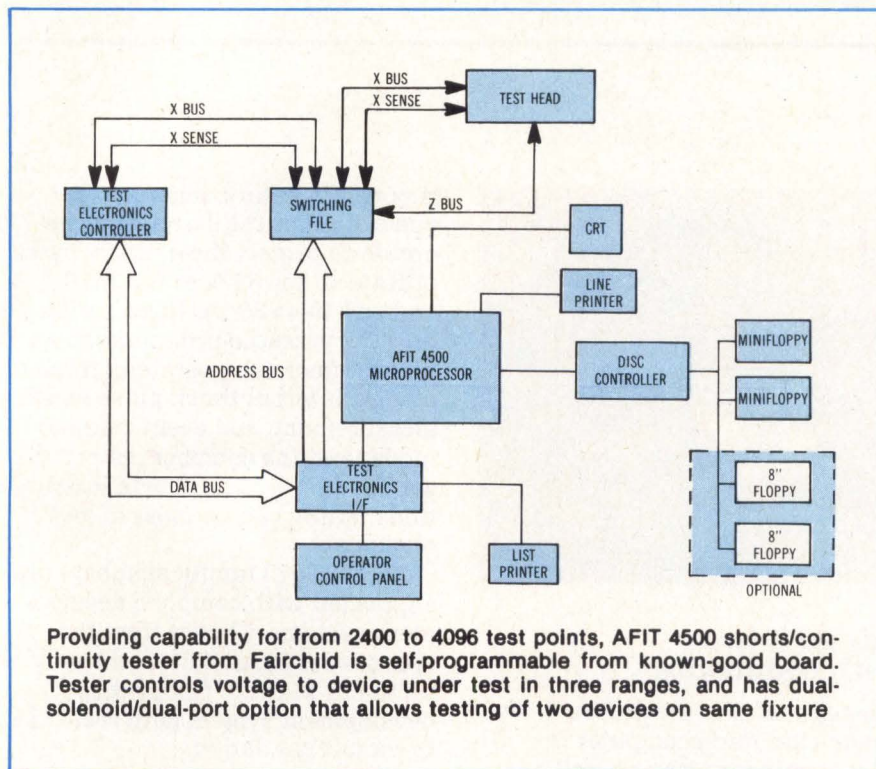 X BUS
TEST HEAD
X SENSE
X BUS
X SENSE
TEST
ELECTRONICS
CONTROLLER
SWITCHING
FILE
Z BUS
CRT
LINE
PRINTER
AFIT 4500
MICROPROCESSOR
DISC
CONTROLLER
MINIFLOPPY
MINIFLOPPY
ADDRESS BUS
8" FLOPPY
8" FLOPPY
OPTIONAL
DATA BUS
TEST
ELECTRONICS
I/F
OPERATOR
CONTROL PANEL
LIST
PRINTER
Providing capability for from 2400 to 4096 test points, AFIT 4500 shorts/con-
tinuity tester from Fairchild is self-programmable from known-good board.
Tester controls voltage to device under test in three ranges, and has dual-
solenoid/dual-port option that allows testing of two devices on same fixture